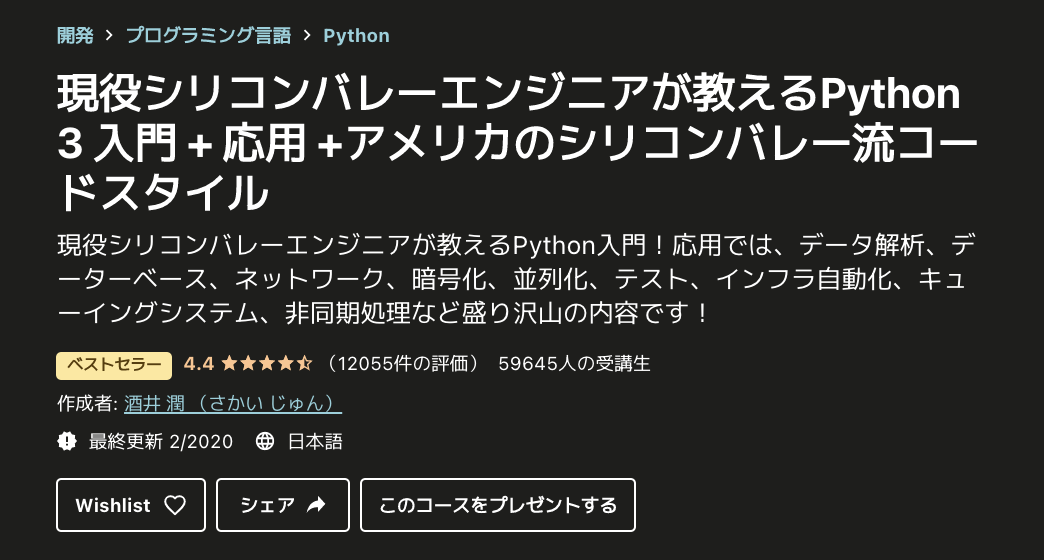 開発 > プログラミング言語 > Python
現役シリコンバレーエンジニアが教えるPython
3 入門 + 応用 +アメリカのシリコンバレー流コー
ドスタイル
現役シリコンバレーエンジニアが教えるPython入門！応用では、データ解析、デ
ーターベース、ネットワーク、暗号化、並列化、テスト、インフラ自動化、キュ
ーイングシステム、非同期処理など盛り沢山の内容です！
ベストセラー 4.4 （12055件の評価） 59645人の受講生
作成者: 酒井 潤 （さかい じゅん）
最終更新 2/2020 日本語
Wishlist シェア このコースをプレゼントする